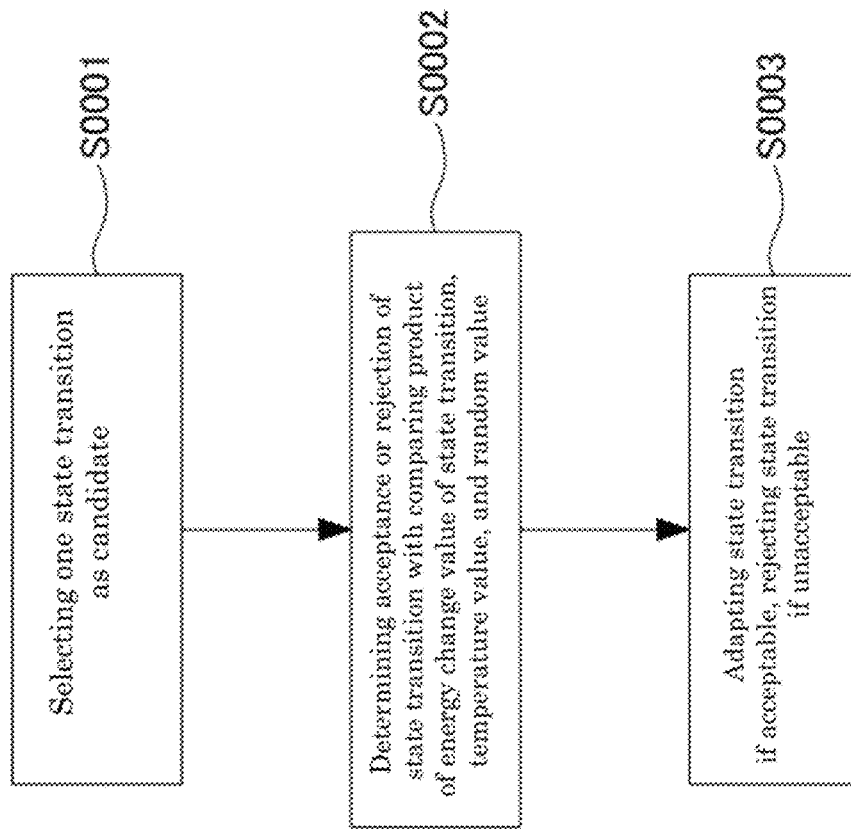 Selecting one state transition
as candidate
S0001
Determining acceptance or rejection of
state transition with comparing product
of energy change value of state transition,
temperature value, and random value
S0002
Adapting state transition
if acceptable, rejecting state transition
if unacceptable
S0003